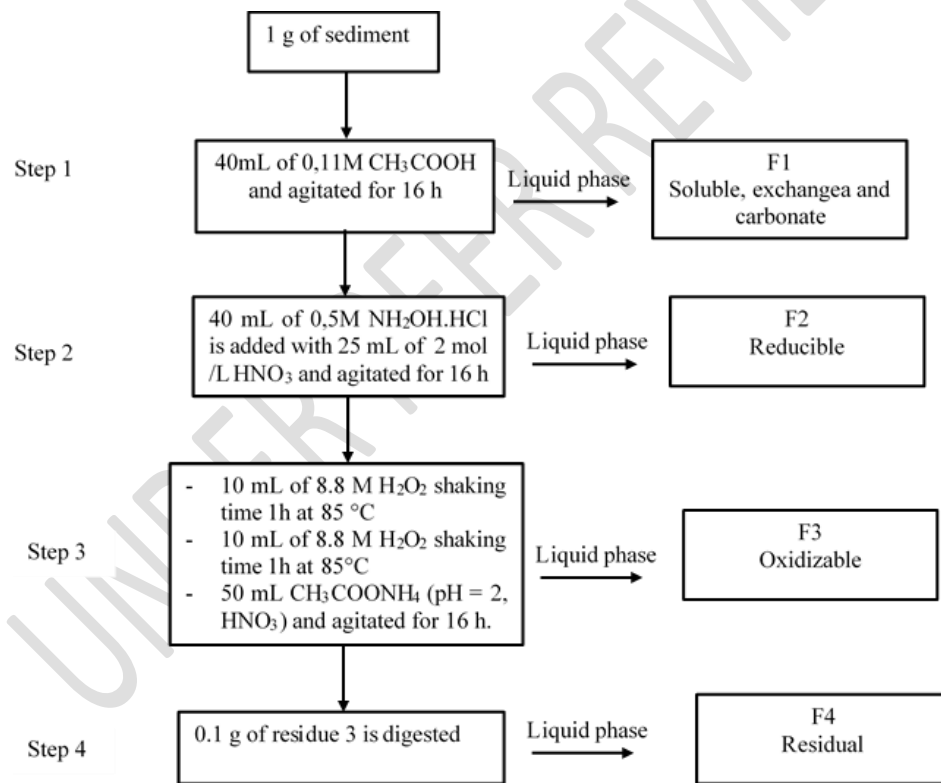 1 g of sediment
Step 1
40mL of 0,11M CH₃COOH
and agitated for 16 h
Liquid phase
F1
Soluble, exchangea and
carbonate
Step 2
40 mL of 0,5M NH₂OH.HCl
is added with 25 mL of 2 mol
/L HNO₃ and agitated for 16 h
Liquid phase
F2
Reducible
Step 3
- 10 mL of 8.8 M H₂O₂ shaking
time 1h at 85 °C
- 10 mL of 8.8 M H₂O₂ shaking
time 1h at 85°C
- 50 mL CH₃COONH₄ (pH = 2,
HNO₃) and agitated for 16 h.
Liquid phase
F3
Oxidizable
Step 4
0.1 g of residue 3 is digested
Liquid phase
F4
Residual
UNDER PEER REVIEW